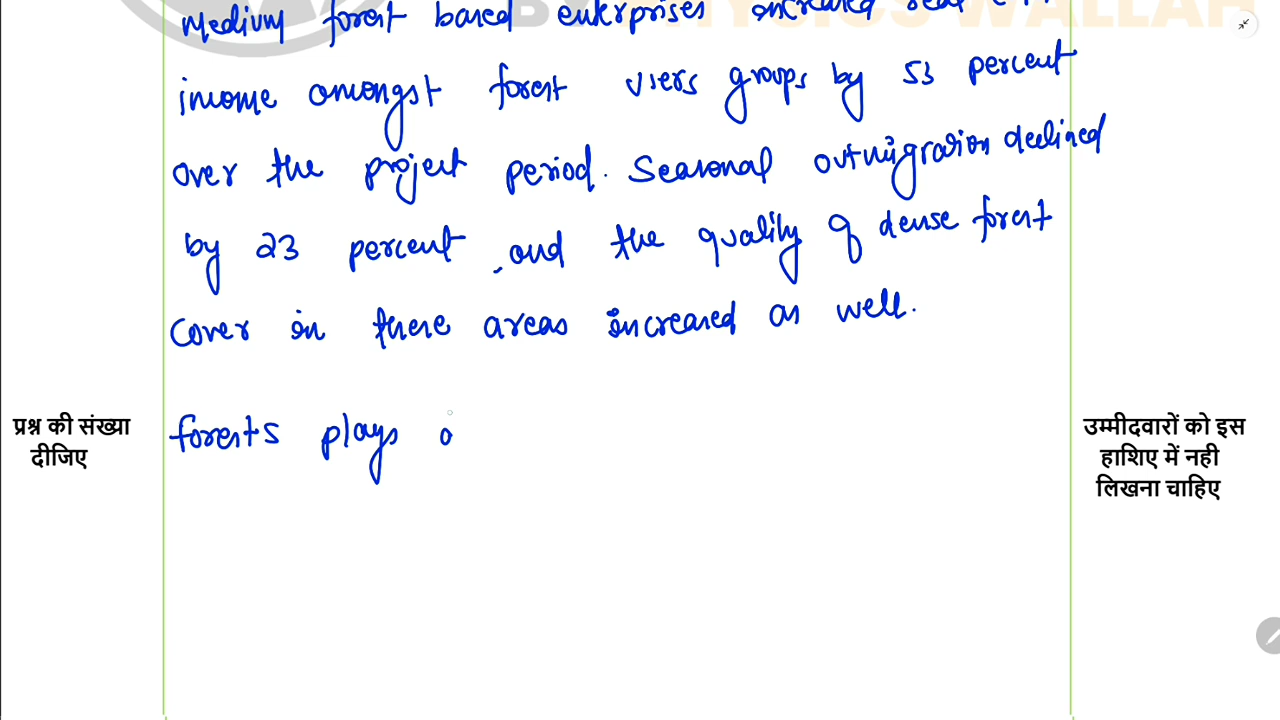 Medium forest based enterprises increased real
income amongst forest users groups by 53 percent
over the project period. Seasonal outmigration declined
by 23 percent, and the quality of dense forest
cover in these areas increased as well.
प्रश्न की संख्या
दीजिए
forests plays a
उम्मीदवारों को इस
हाशिए में नही
लिखना चाहिए